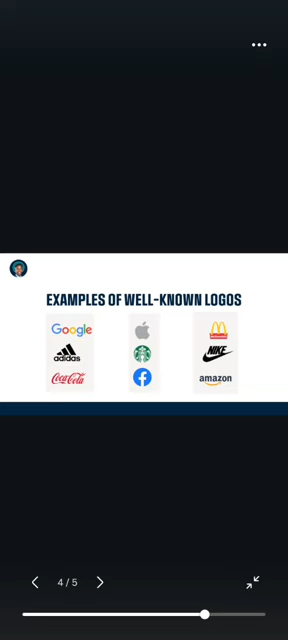 EXAMPLES OF WELL-KNOWN LOGOS
Google
adidas
Coca-Cola
NIKE
amazon
4 / 5